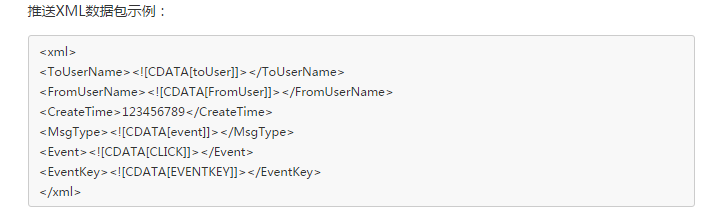 推送XML数据包示例：
<xml>
<ToUserName><![CDATA[toUser]]></ToUserName>
<FromUserName><![CDATA[FromUser]]></FromUserName>
<CreateTime>123456789</CreateTime>
<MsgType><![CDATA[event]]></MsgType>
<Event><![CDATA[CLICK]]></Event>
<EventKey><![CDATA[EVENTKEY]]></EventKey>
</xml>